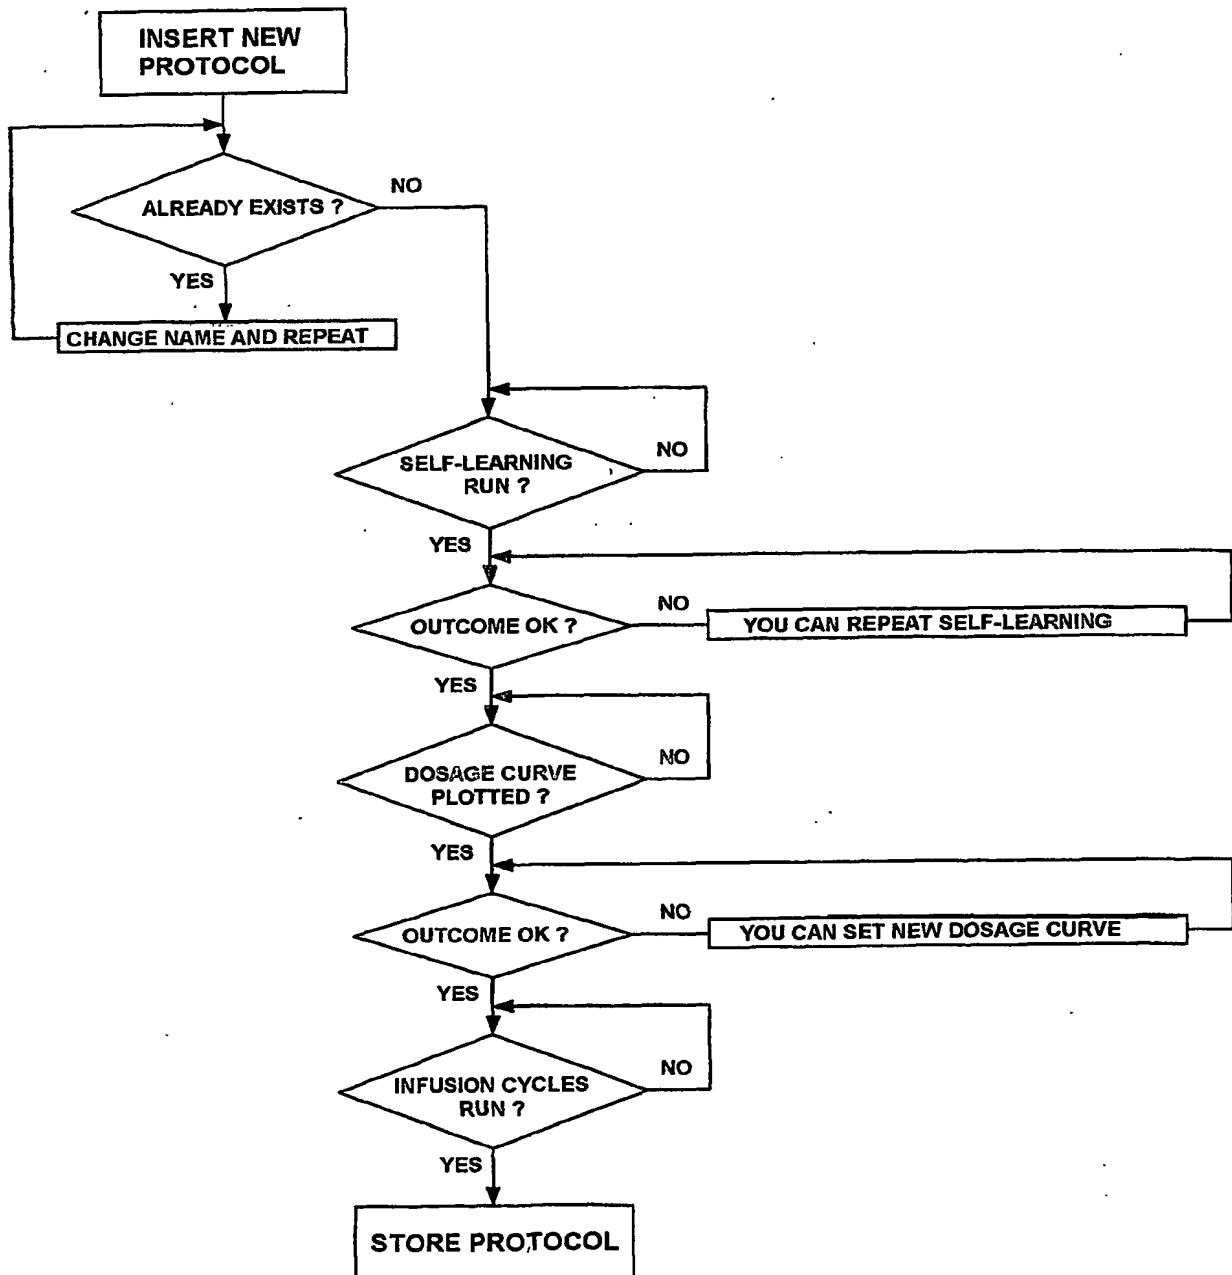 INSERT NEW
PROTOCOL
NO
ALREADY EXISTS ?
YES
CHANGE NAME AND REPEAT
NO
SELF-LEARNING
RUN ?
YES
NO
OUTCOME OK ?
YOU CAN REPEAT SELF-LEARNING
YES
NO
DOSAGE CURVE
PLOTTED ?
YES
NO
OUTCOME OK ?
YOU CAN SET NEW DOSAGE CURVE
YES
NO
INFUSION CYCLES
RUN ?
YES
STORE PROTOCOL